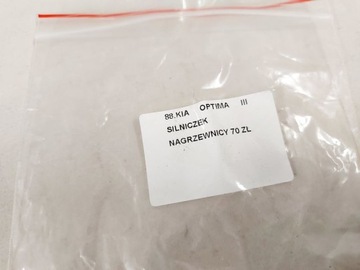 88.KIA OPTIMA III
SILNICZEK
NAGRZEWNICY 70 ZL